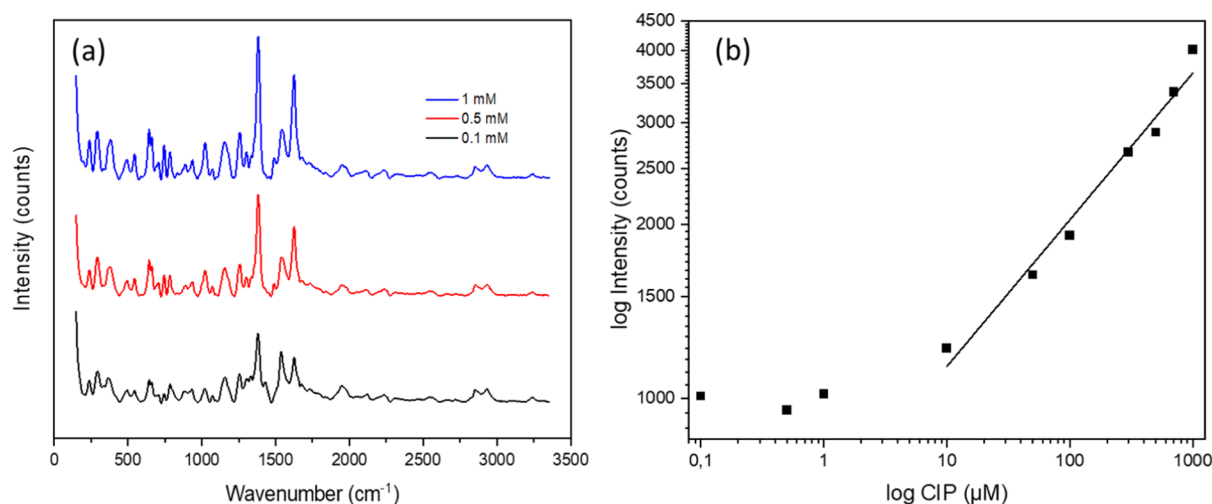 (a)
1 mM
0.5 mM
0.1 mM
Intensity (counts)
0 500 1000 1500 2000 2500 3000 3500
Wavenumber (cm⁻¹)
(b)
4500
4000
3500
3000
2500
2000
1500
1000
log Intensity (counts)
0,1 1 10 100 1000
log CIP (µM)